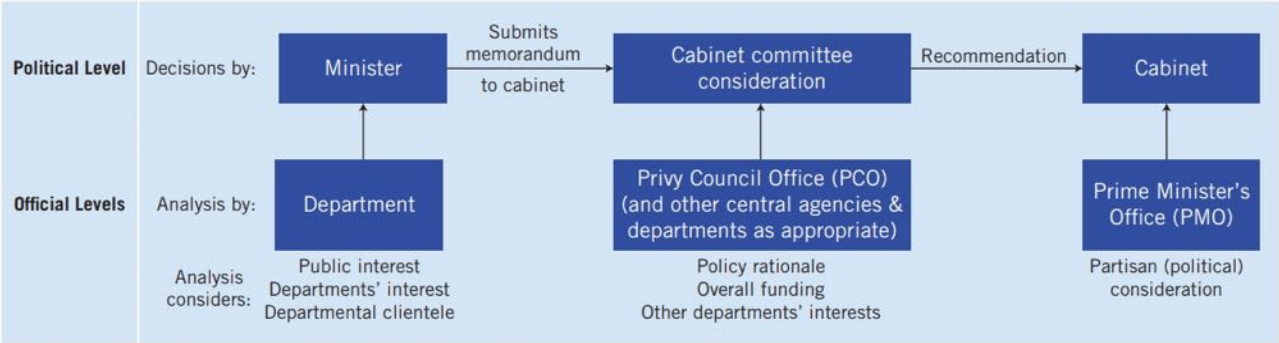 Political Level
Decisions by:
Minister
Submits
memorandum
to cabinet
Cabinet committee
consideration
Recommendation
Cabinet
Official Levels
Analysis by:
Department
Privy Council Office (PCO)
(and other central agencies &
departments as appropriate)
Prime Minister's
Office (PMO)
Analysis
considers:
Public interest
Departments' interest
Departmental clientele
Policy rationale
Overall funding
Other departments' interests
Partisan (political)
consideration